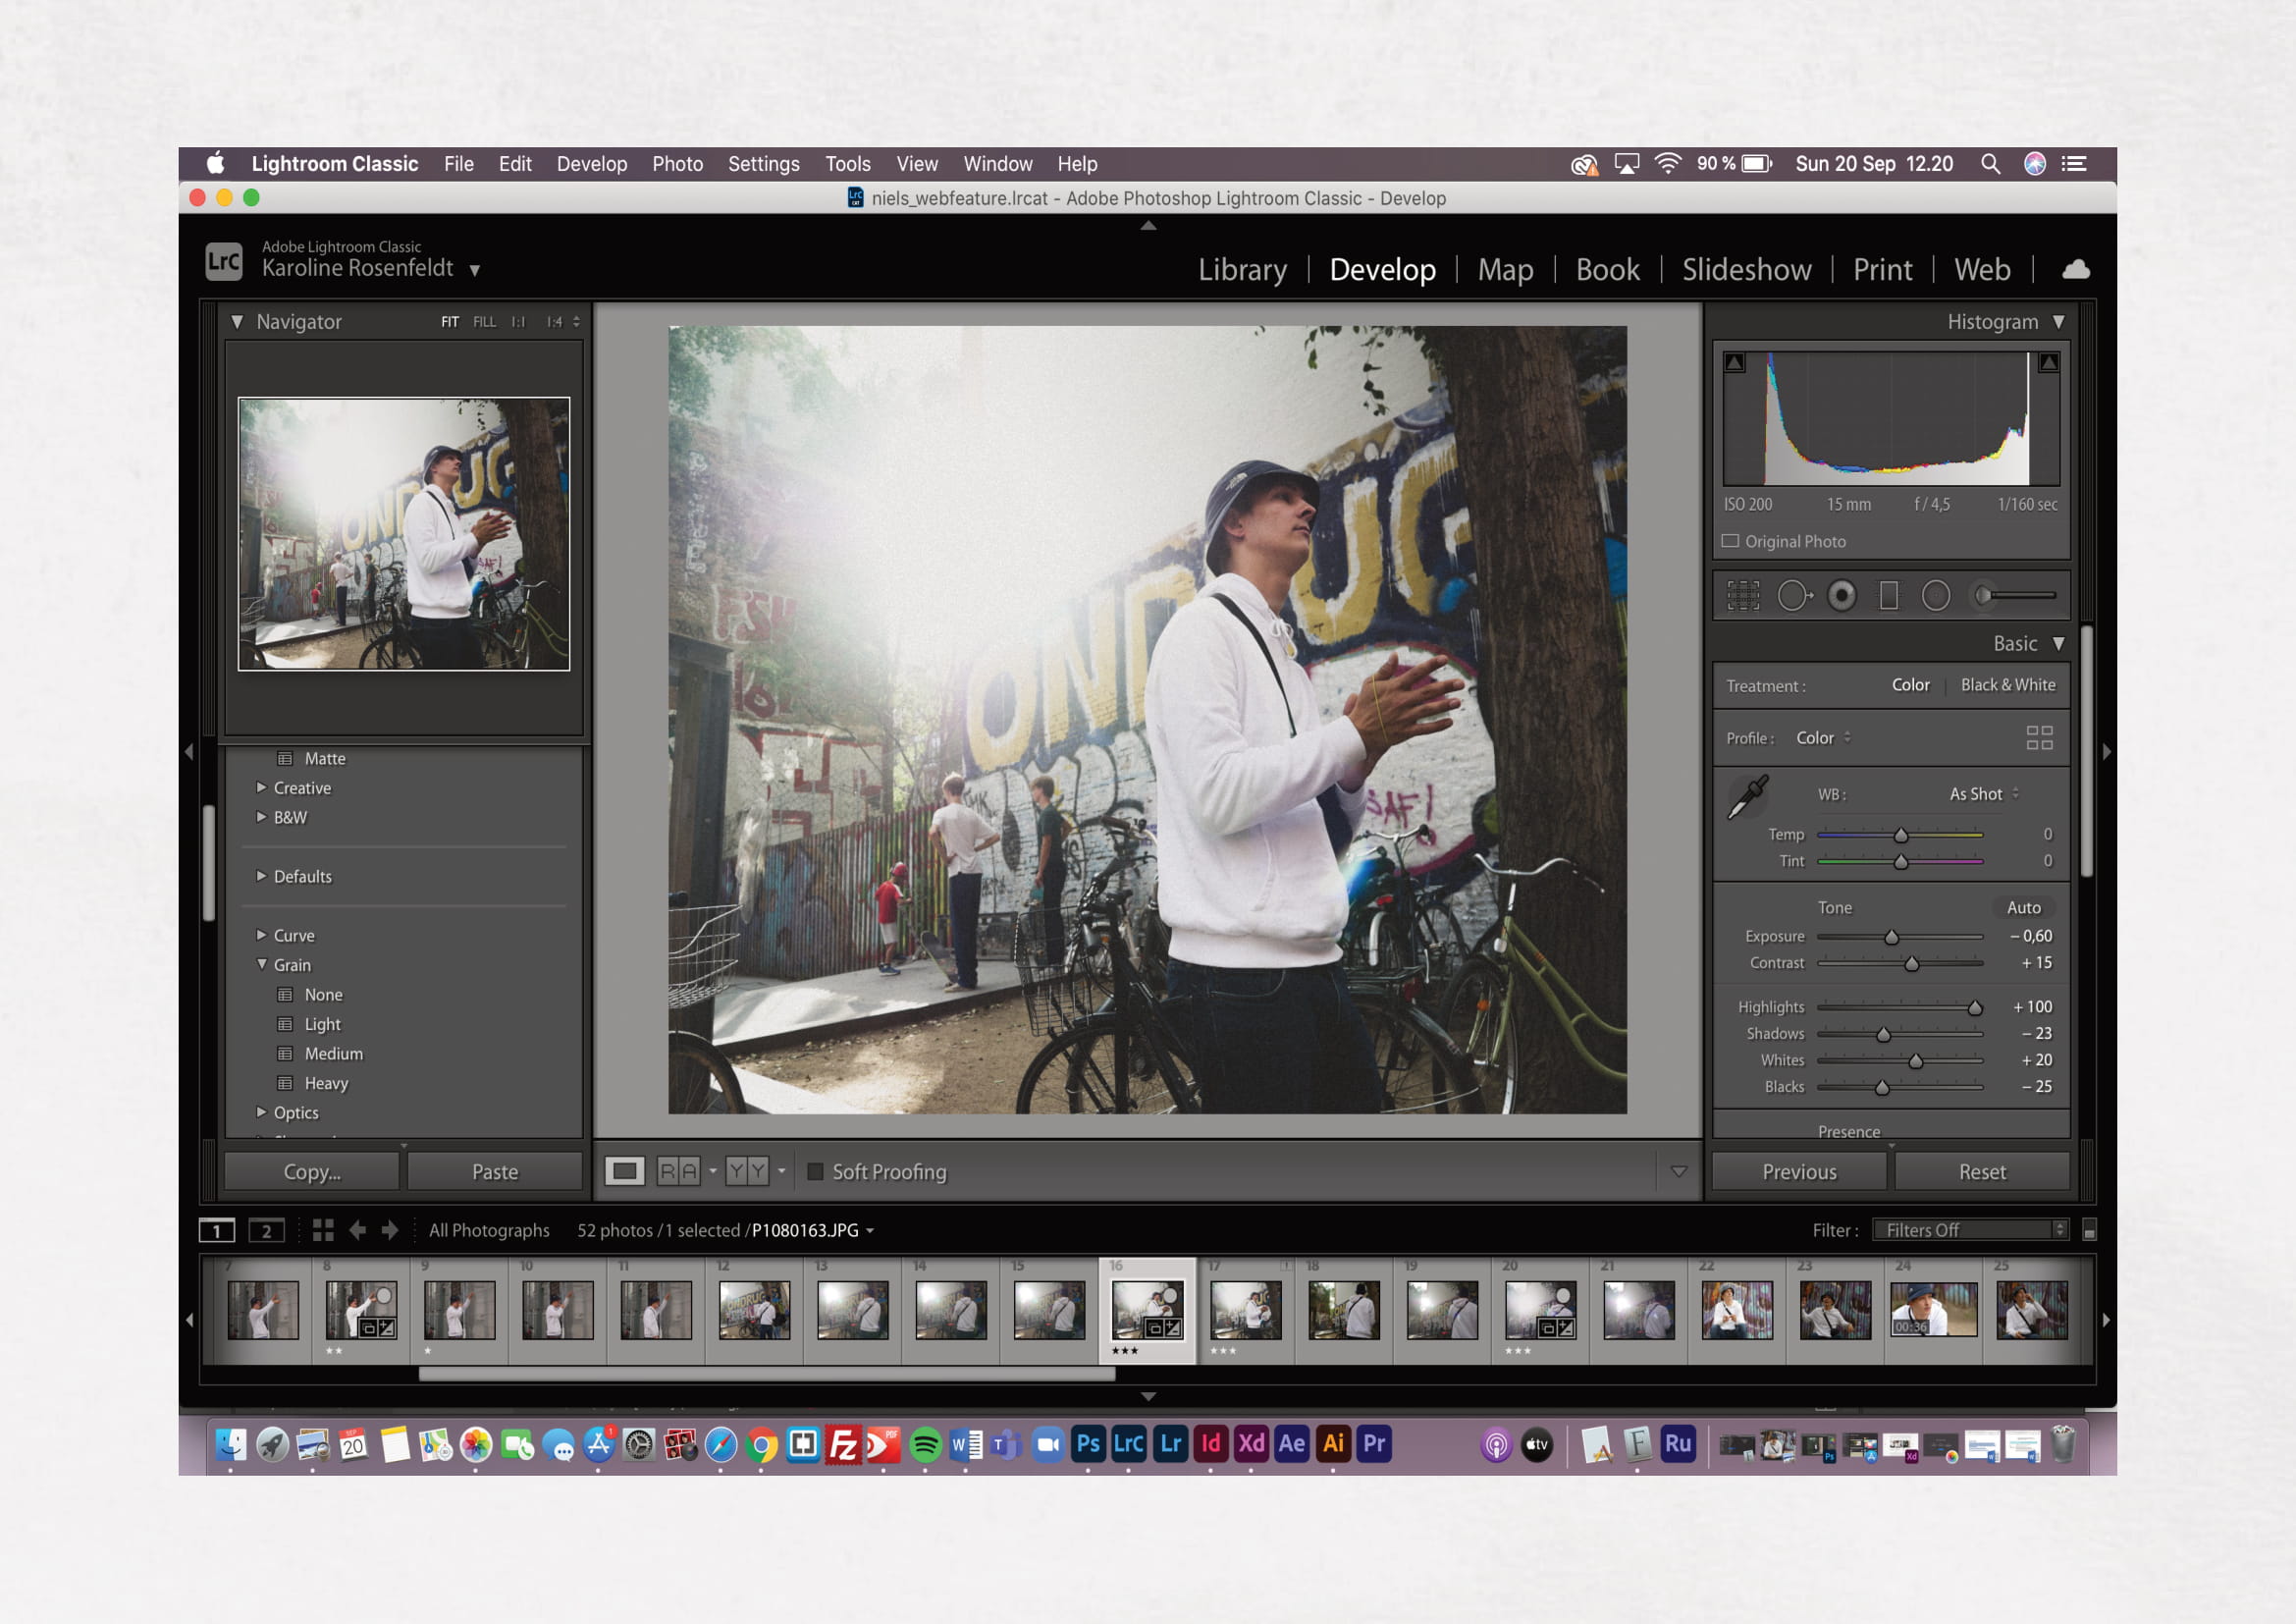 Lightroom Classic File Edit Develop Photo Settings Tools View Window Help 90 % Sun 20 Sep 12.20
niels_webfeature.lrcat - Adobe Photoshop Lightroom Classic - Develop
LrC Adobe Lightroom Classic
Karoline Rosenfeldt
Library | Develop | Map | Book | Slideshow | Print | Web |
Navigator FIT FILL 1:1 1:4
Matte
Creative
B&W
Defaults
Curve
Grain
None
Light
Medium
Heavy
Optics
Copy... Paste
ONDRUG
SAF!
Histogram
ISO 200 15 mm f / 4,5 1/160 sec
Original Photo
Basic
Treatment : Color Black & White
Profile : Color
WB : As Shot
Temp 0
Tint 0
Tone Auto
Exposure – 0,60
Contrast + 15
Highlights + 100
Shadows – 23
Whites + 20
Blacks – 25
Presence
Previous Reset
R A Y Y Soft Proofing
1 2 All Photographs 52 photos / 1 selected / P1080163.JPG Filter : Filters Off
7 8 9 10 11 12 13 14 15 16 17 18 19 20 21 22 23 24 25
00:36
SEP 20 1 Fz PDF W T Ps LrC Lr Id Xd Ae Ai Pr tv F Ru